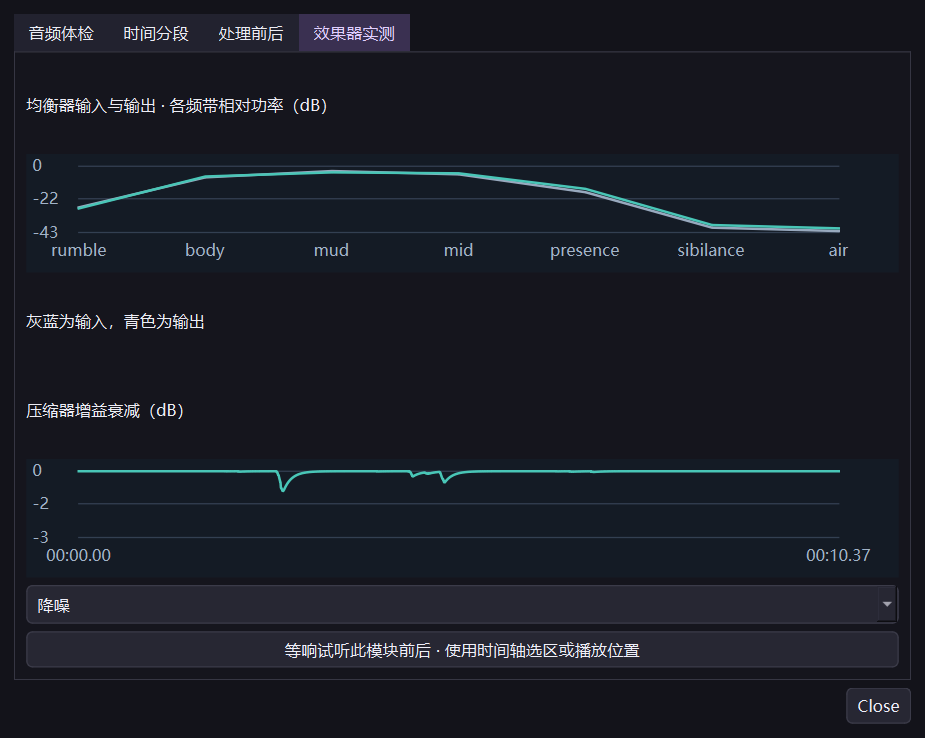 音频体检 时间分段 处理前后 效果器实测
均衡器输入与输出 · 各频带相对功率（dB）
0
-22
-43
rumble body mud mid presence sibilance air
灰蓝为输入，青色为输出
压缩器增益衰减（dB）
0
-2
-3
00:00.00 00:10.37
降噪
等响试听此模块前后 · 使用时间轴选区或播放位置
Close